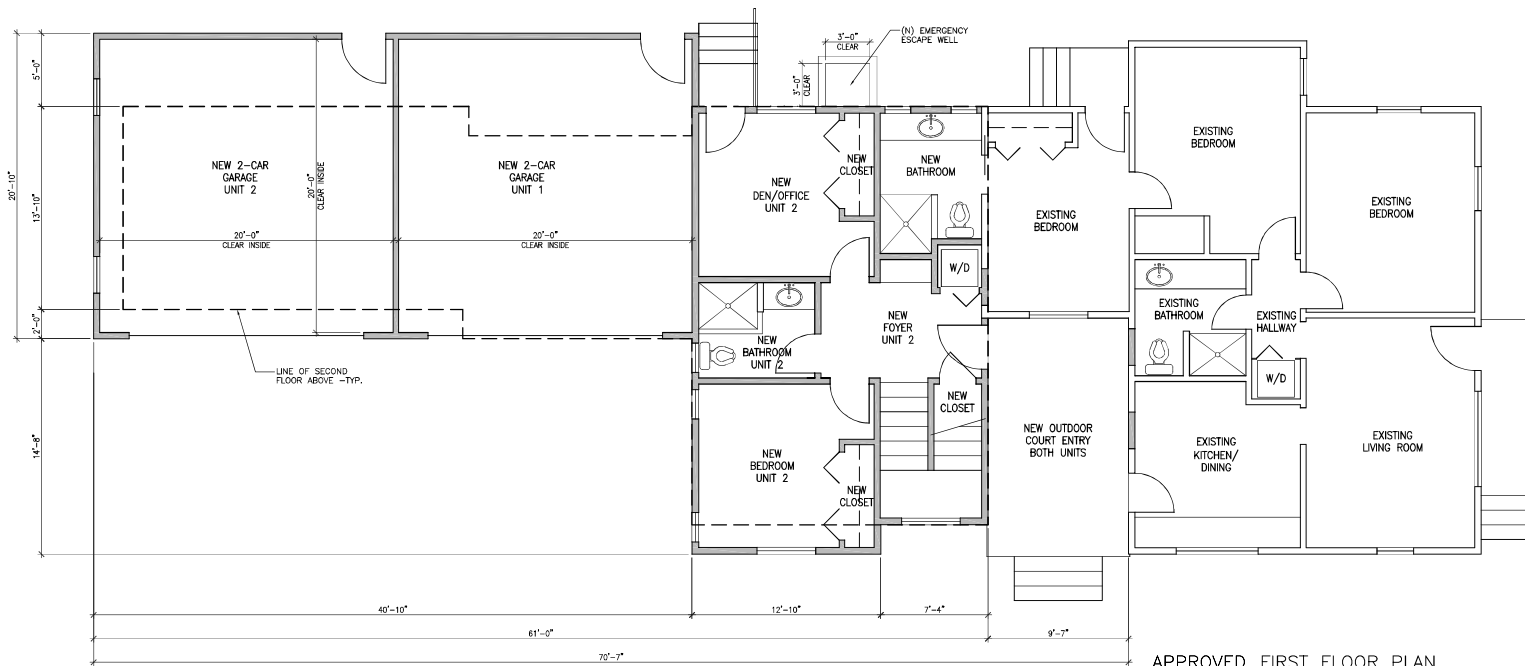 (N) EMERGENCY
ESCAPE WELL
3'-0"
CLEAR
3'-0"
CLEAR
5'-0"
20'-10"
13'-10"
2'-0"
14'-8"
NEW 2-CAR
GARAGE
UNIT 2
20'-0"
CLEAR INSIDE
NEW 2-CAR
GARAGE
UNIT 1
20'-0"
CLEAR INSIDE
20'-0"
CLEAR INSIDE
NEW
DEN/OFFICE
UNIT 2
NEW
CLOSET
NEW
BATHROOM
EXISTING
BEDROOM
EXISTING
BEDROOM
EXISTING
BEDROOM
W/D
NEW
FOYER
UNIT 2
EXISTING
BATHROOM
EXISTING
HALLWAY
NEW
BATHROOM
UNIT 2
W/D
LINE OF SECOND
FLOOR ABOVE -TYP.
NEW
CLOSET
NEW OUTDOOR
COURT ENTRY
BOTH UNITS
EXISTING
KITCHEN/
DINING
EXISTING
LIVING ROOM
NEW
BEDROOM
UNIT 2
NEW
CLOSET
40'-10"
12'-10"
7'-4"
61'-0"
9'-7"
70'-7"
APPROVED FIRST FLOOR PLAN